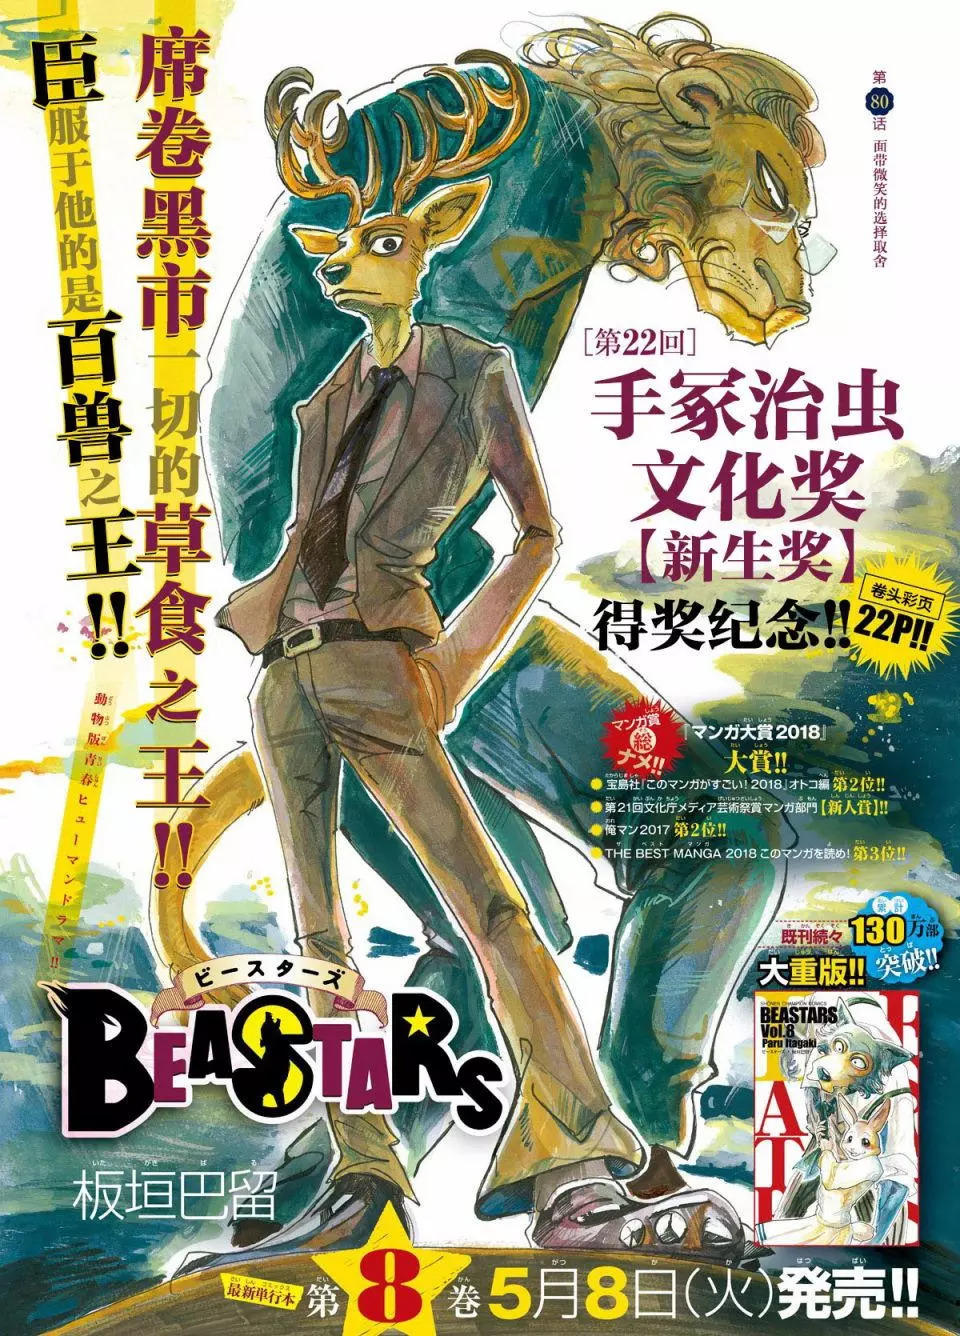 第80话 面带微笑的选择取舍
席卷黑市一切的草食之王!!
臣服于他的是百兽之王!!
動物版青春ヒューマンドラマ!!
［第22回］
手冢治虫
文化奖
【新生奖】
得奖纪念!!
卷头彩页
22P!!
マンガ賞
総
ナメ!!
『マンガ大賞2018』
大賞!!
宝島社「このマンガがすごい!2018」オトコ編 第2位!!
第21回文化庁メディア芸術祭賞マンガ部門【新人賞】!!
俺マン2017 第2位!!
THE BEST MANGA 2018 このマンガを読め! 第3位!!
既刊続々
大重版!!
累計
130万部
突破!!
SHONEN CHAMPION COMICS
BEASTARS
Vol.8
Paru Itagaki
ビースターズ
BEASTARS
板垣巴留
最新単行本
第8巻 5月8日(火)発売!!